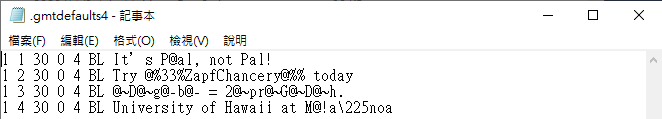 .gmtdefaults4 - 記事本
檔案(F) 編輯(E) 格式(O) 檢視(V) 說明
1 1 30 0 4 BL It's P@al, not Pal!
1 2 30 0 4 BL Try @%33%ZapfChancery@%% today
1 3 30 0 4 BL @~D@~g@-b@- = 2@~pr@~G@~D@~h.
1 4 30 0 4 BL University of Hawaii at M@!a\225noa